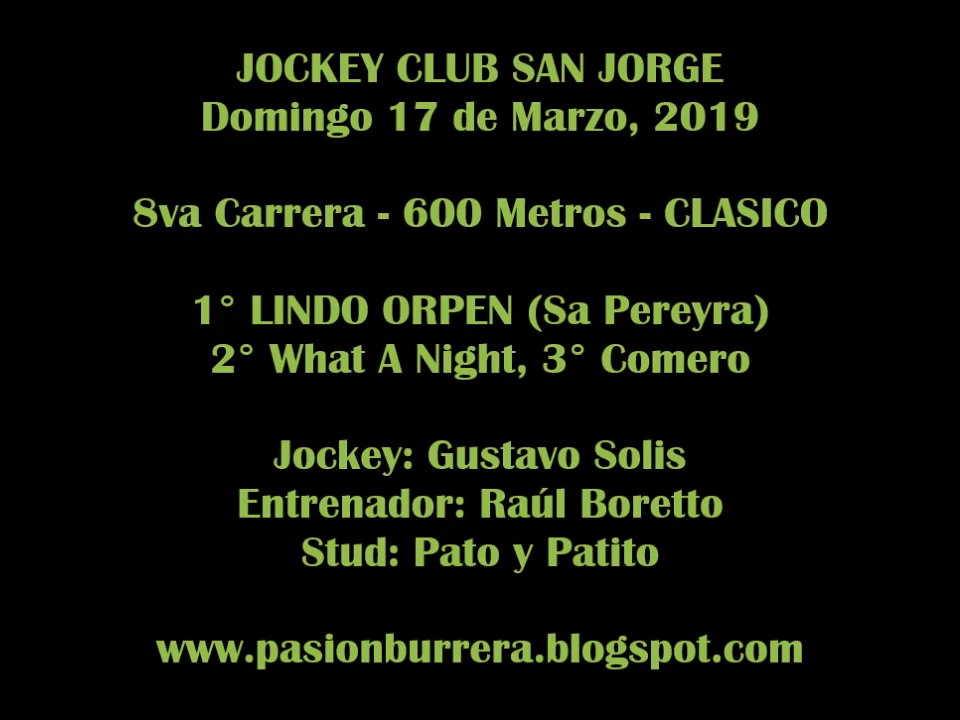 JOCKEY CLUB SAN JORGE
Domingo 17 de Marzo, 2019
8va Carrera - 600 Metros - CLASICO
1° LINDO ORPEN (Sa Pereyra)
2° What A Night, 3° Comero
Jockey: Gustavo Solis
Entrenador: Raúl Boretto
Stud: Pato y Patito
www.pasionburrera.blogspot.com